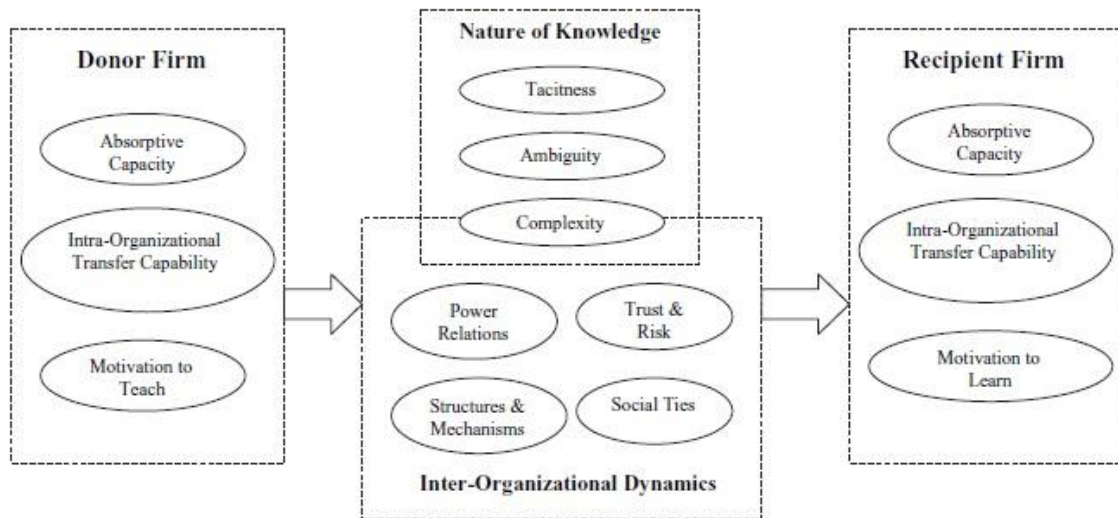 Donor Firm
Absorptive
Capacity
Intra-Organizational
Transfer Capability
Motivation to
Teach
Nature of Knowledge
Tacitness
Ambiguity
Complexity
Power
Relations
Trust &
Risk
Structures &
Mechanisms
Social Ties
Inter-Organizational Dynamics
Recipient Firm
Absorptive
Capacity
Intra-Organizational
Transfer Capability
Motivation to
Learn